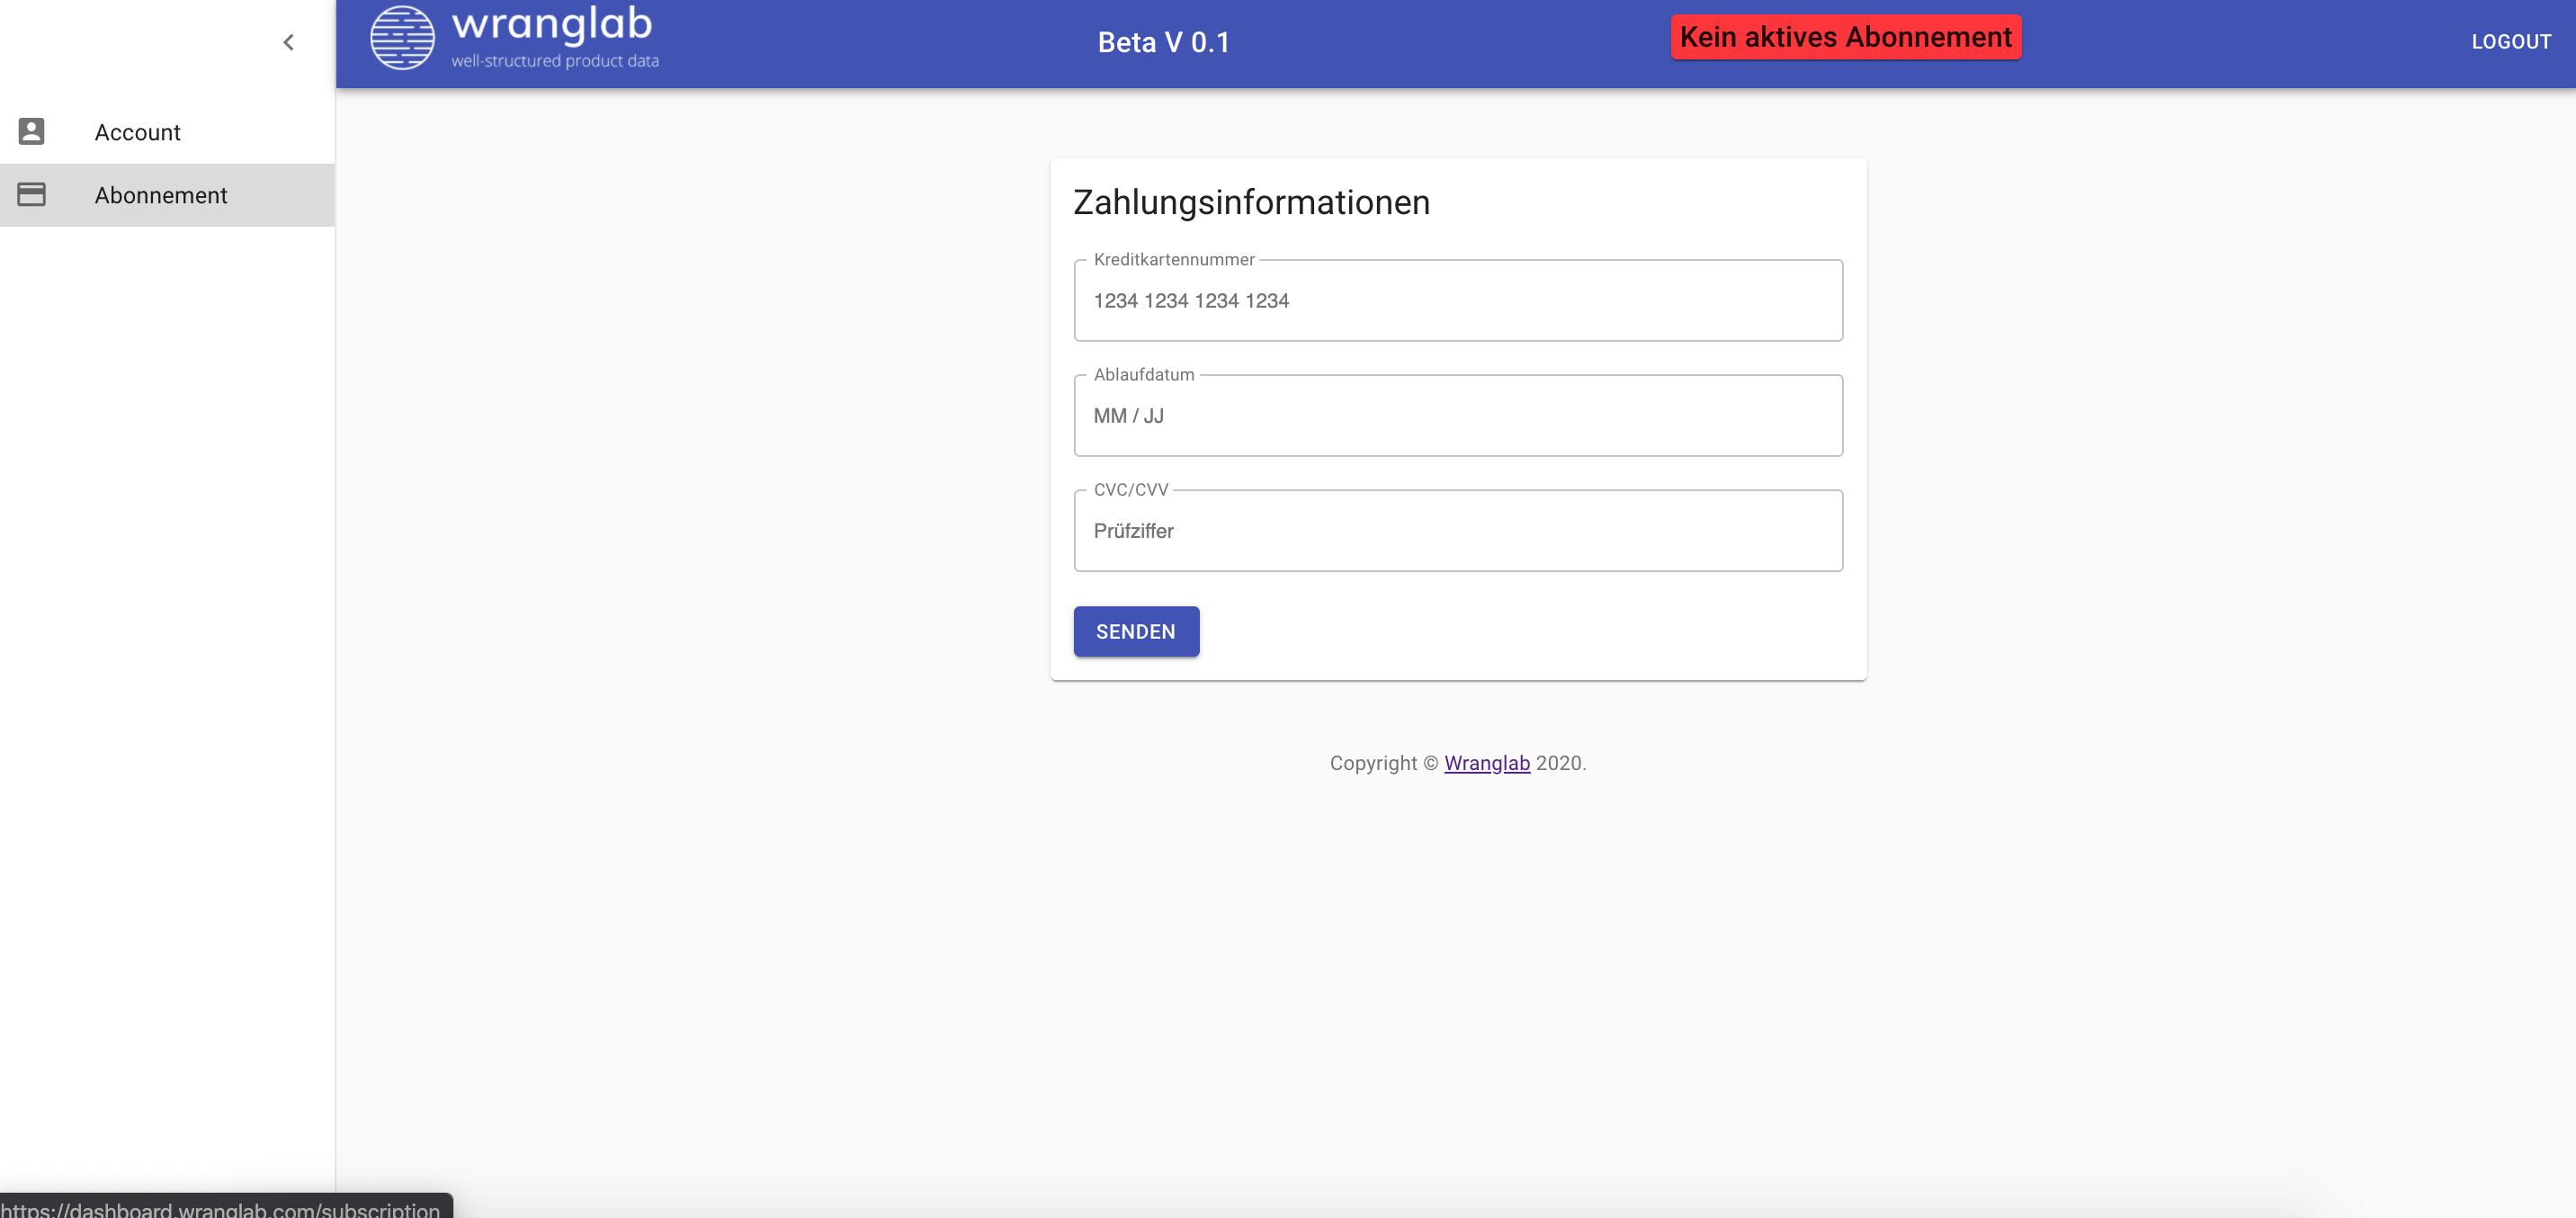 wranglab
well-structured product data
Beta V 0.1
Kein aktives Abonnement
LOGOUT
Account
Abonnement
Zahlungsinformationen
Kreditkartennummer
1234 1234 1234 1234
Ablaufdatum
MM / JJ
CVC/CVV
Prüfziffer
SENDEN
Copyright © Wranglab 2020.
https://dashboard.wranglab.com/subscription